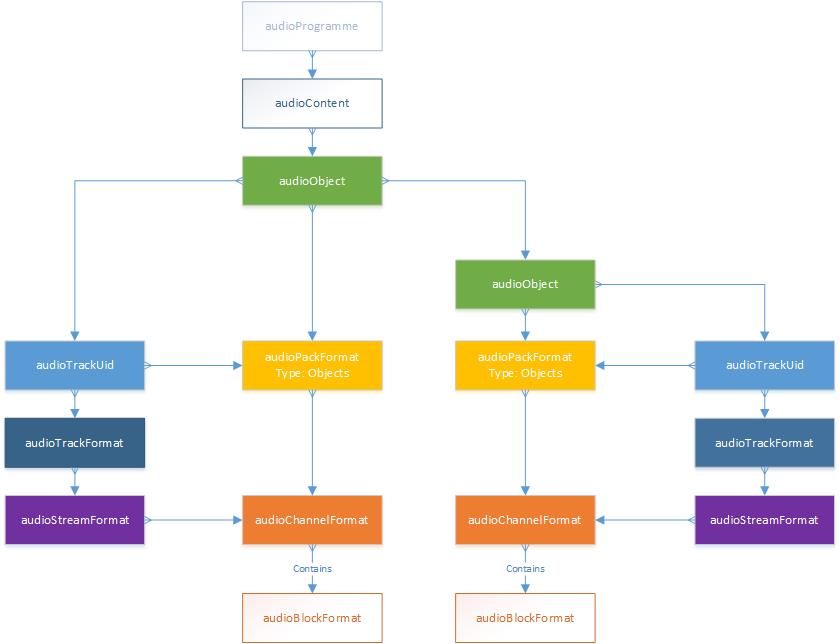 audioProgramme
audioContent
audioObject
audioObject
audioTrackUid
audioPackFormat
Type: Objects
audioPackFormat
Type: Objects
audioTrackUid
audioTrackFormat
audioTrackFormat
audioStreamFormat
audioChannelFormat
audioChannelFormat
audioStreamFormat
Contains
Contains
audioBlockFormat
audioBlockFormat